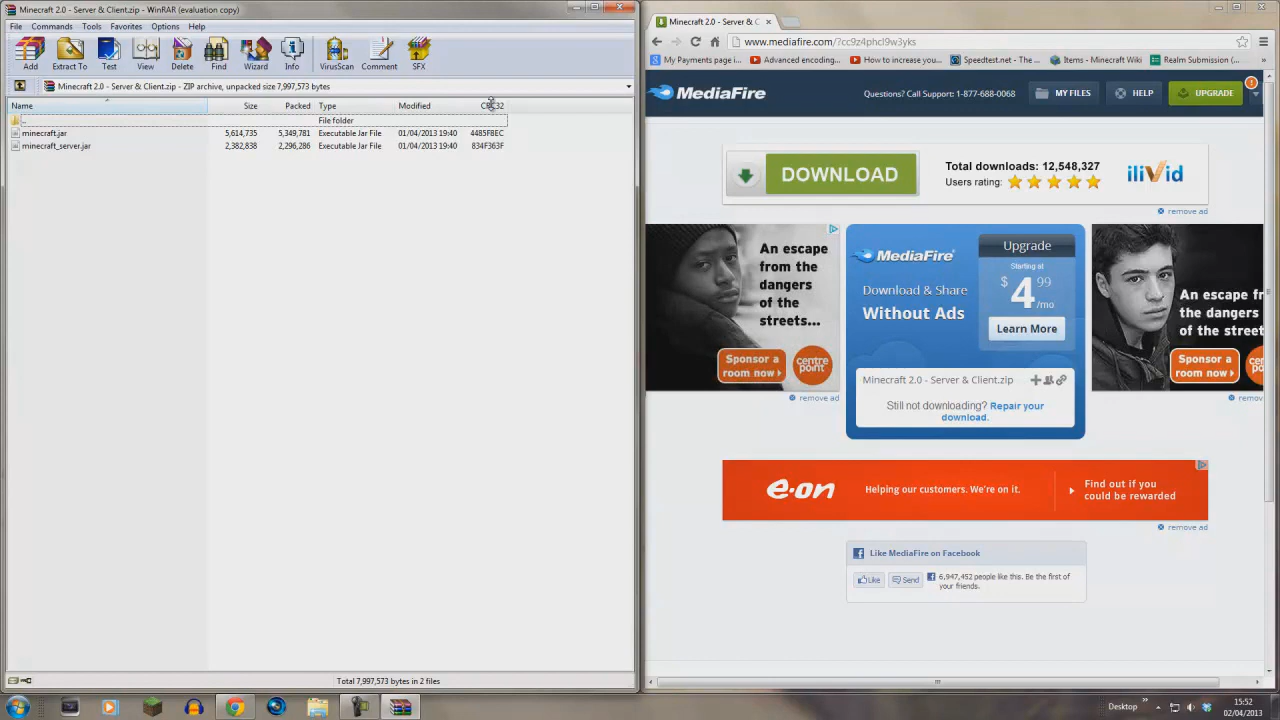 Minecraft 2.0 - Server & Client.zip - WinRAR (evaluation copy)
File Commands Tools Favorites Options Help
Add Extract To Test View Delete Find Wizard Info VirusScan Comment SFX
Minecraft 2.0 - Server & Client.zip - ZIP archive, unpacked size 7,997,573 bytes
Name Size Packed Type Modified CRC32
.. File folder
minecraft.jar 5,614,735 5,349,781 Executable Jar File 01/04/2013 19:40 4485F8EC
minecraft_server.jar 2,382,838 2,296,286 Executable Jar File 01/04/2013 19:40 834F363F
Total 7,997,573 bytes in 2 files
Minecraft 2.0 - Server & C
www.mediafire.com/?cc9z4phcl9w3yks
My Payments page i... Advanced encoding... How to increase you... Speedtest.net - The... Items - Minecraft Wiki Realm Submission (...
MediaFire Questions? Call Support: 1-877-688-0068 MY FILES HELP UPGRADE
DOWNLOAD
Total downloads: 12,548,327
Users rating:
iliVid
remove ad
An escape
from the
dangers
of the
streets...
Sponsor a
room now
centre
point
remove ad
MediaFire
Download & Share
Without Ads
Upgrade
Starting at
$ 4 99
/mo
Learn More
Minecraft 2.0 - Server & Client.zip
Still not downloading? Repair your
download.
An escape fr
the dangers
of the street
Sponsor a
room now
remov
e·on Helping our customers. We're on it.
Find out if you
could be rewarded
remove ad
Like MediaFire on Facebook
Like Send 6,947,452 people like this. Be the first of
your friends.
Desktop
15:52
02/04/2013